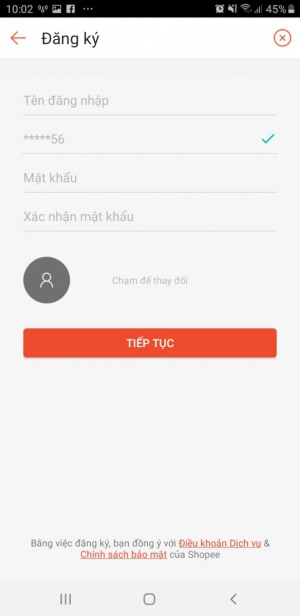 10:02 ... 45%
Đăng ký
Tên đăng nhập
*****56
Mật khẩu
Xác nhận mật khẩu
Chạm để thay đổi
TIẾP TỤC
Bằng việc đăng ký, bạn đồng ý với Điều khoản Dịch vụ &
Chính sách bảo mật của Shopee